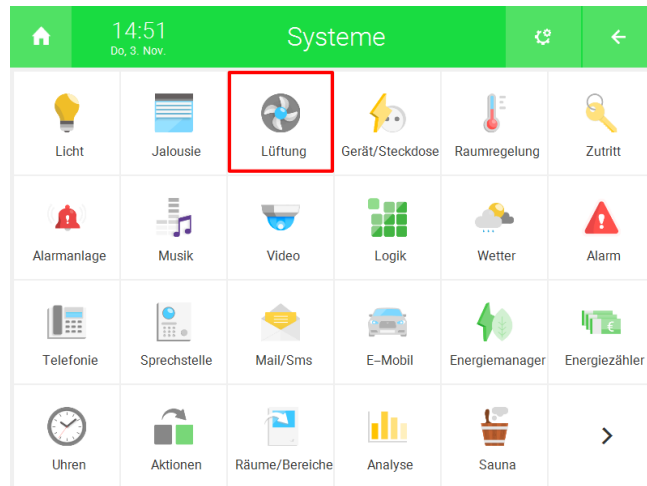 14:51
Do, 3. Nov.
Systeme
Licht
Jalousie
Lüftung
Gerät/Steckdose
Raumregelung
Zutritt
Alarmanlage
Musik
Video
Logik
Wetter
Alarm
Telefonie
Sprechstelle
Mail/Sms
E-Mobil
Energiemanager
Energiezähler
Uhren
Aktionen
Räume/Bereiche
Analyse
Sauna